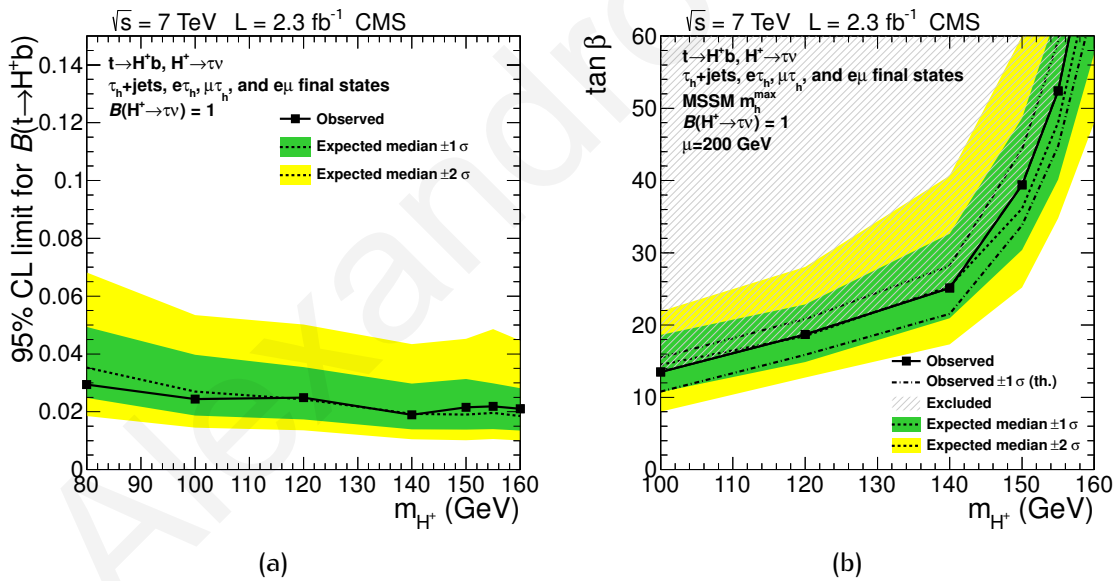 √s = 7 TeV L = 2.3 fb⁻¹ CMS
95% CL limit for B(t→H⁺b)
0.14
0.12
0.1
0.08
0.06
0.04
0.02
0
t→H⁺b, H⁺→τν
τₕ+jets, eτₕ, μτₕ, and eμ final states
B(H⁺→τν) = 1
Observed
Expected median ±1 σ
Expected median ±2 σ
80 90 100 110 120 130 140 150 160
m_H⁺ (GeV)
(a)
√s = 7 TeV L = 2.3 fb⁻¹ CMS
tan β
60
50
40
30
20
10
0
t→H⁺b, H⁺→τν
τₕ+jets, eτₕ, μτₕ, and eμ final states
MSSM m_h^max
B(H⁺→τν) = 1
μ=200 GeV
Observed
Observed ±1 σ (th.)
Excluded
Expected median ±1 σ
Expected median ±2 σ
100 110 120 130 140 150 160
m_H⁺ (GeV)
(b)
Alexandro